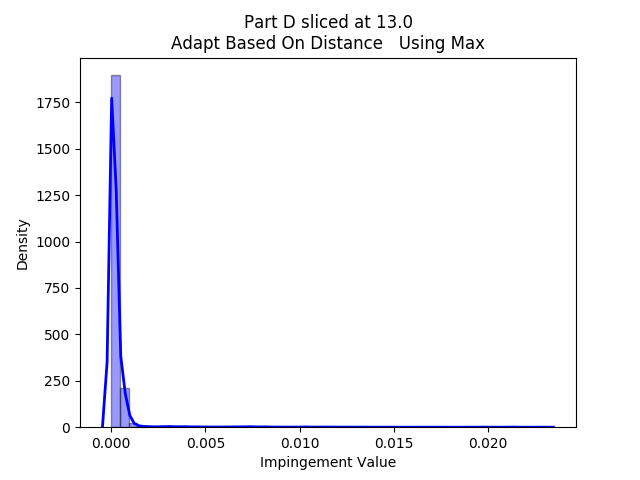 Part D sliced at 13.0
Adapt Based On Distance   Using Max
1750
1500
1250
1000
750
500
250
0
Density
0.000 0.005 0.010 0.015 0.020
Impingement Value